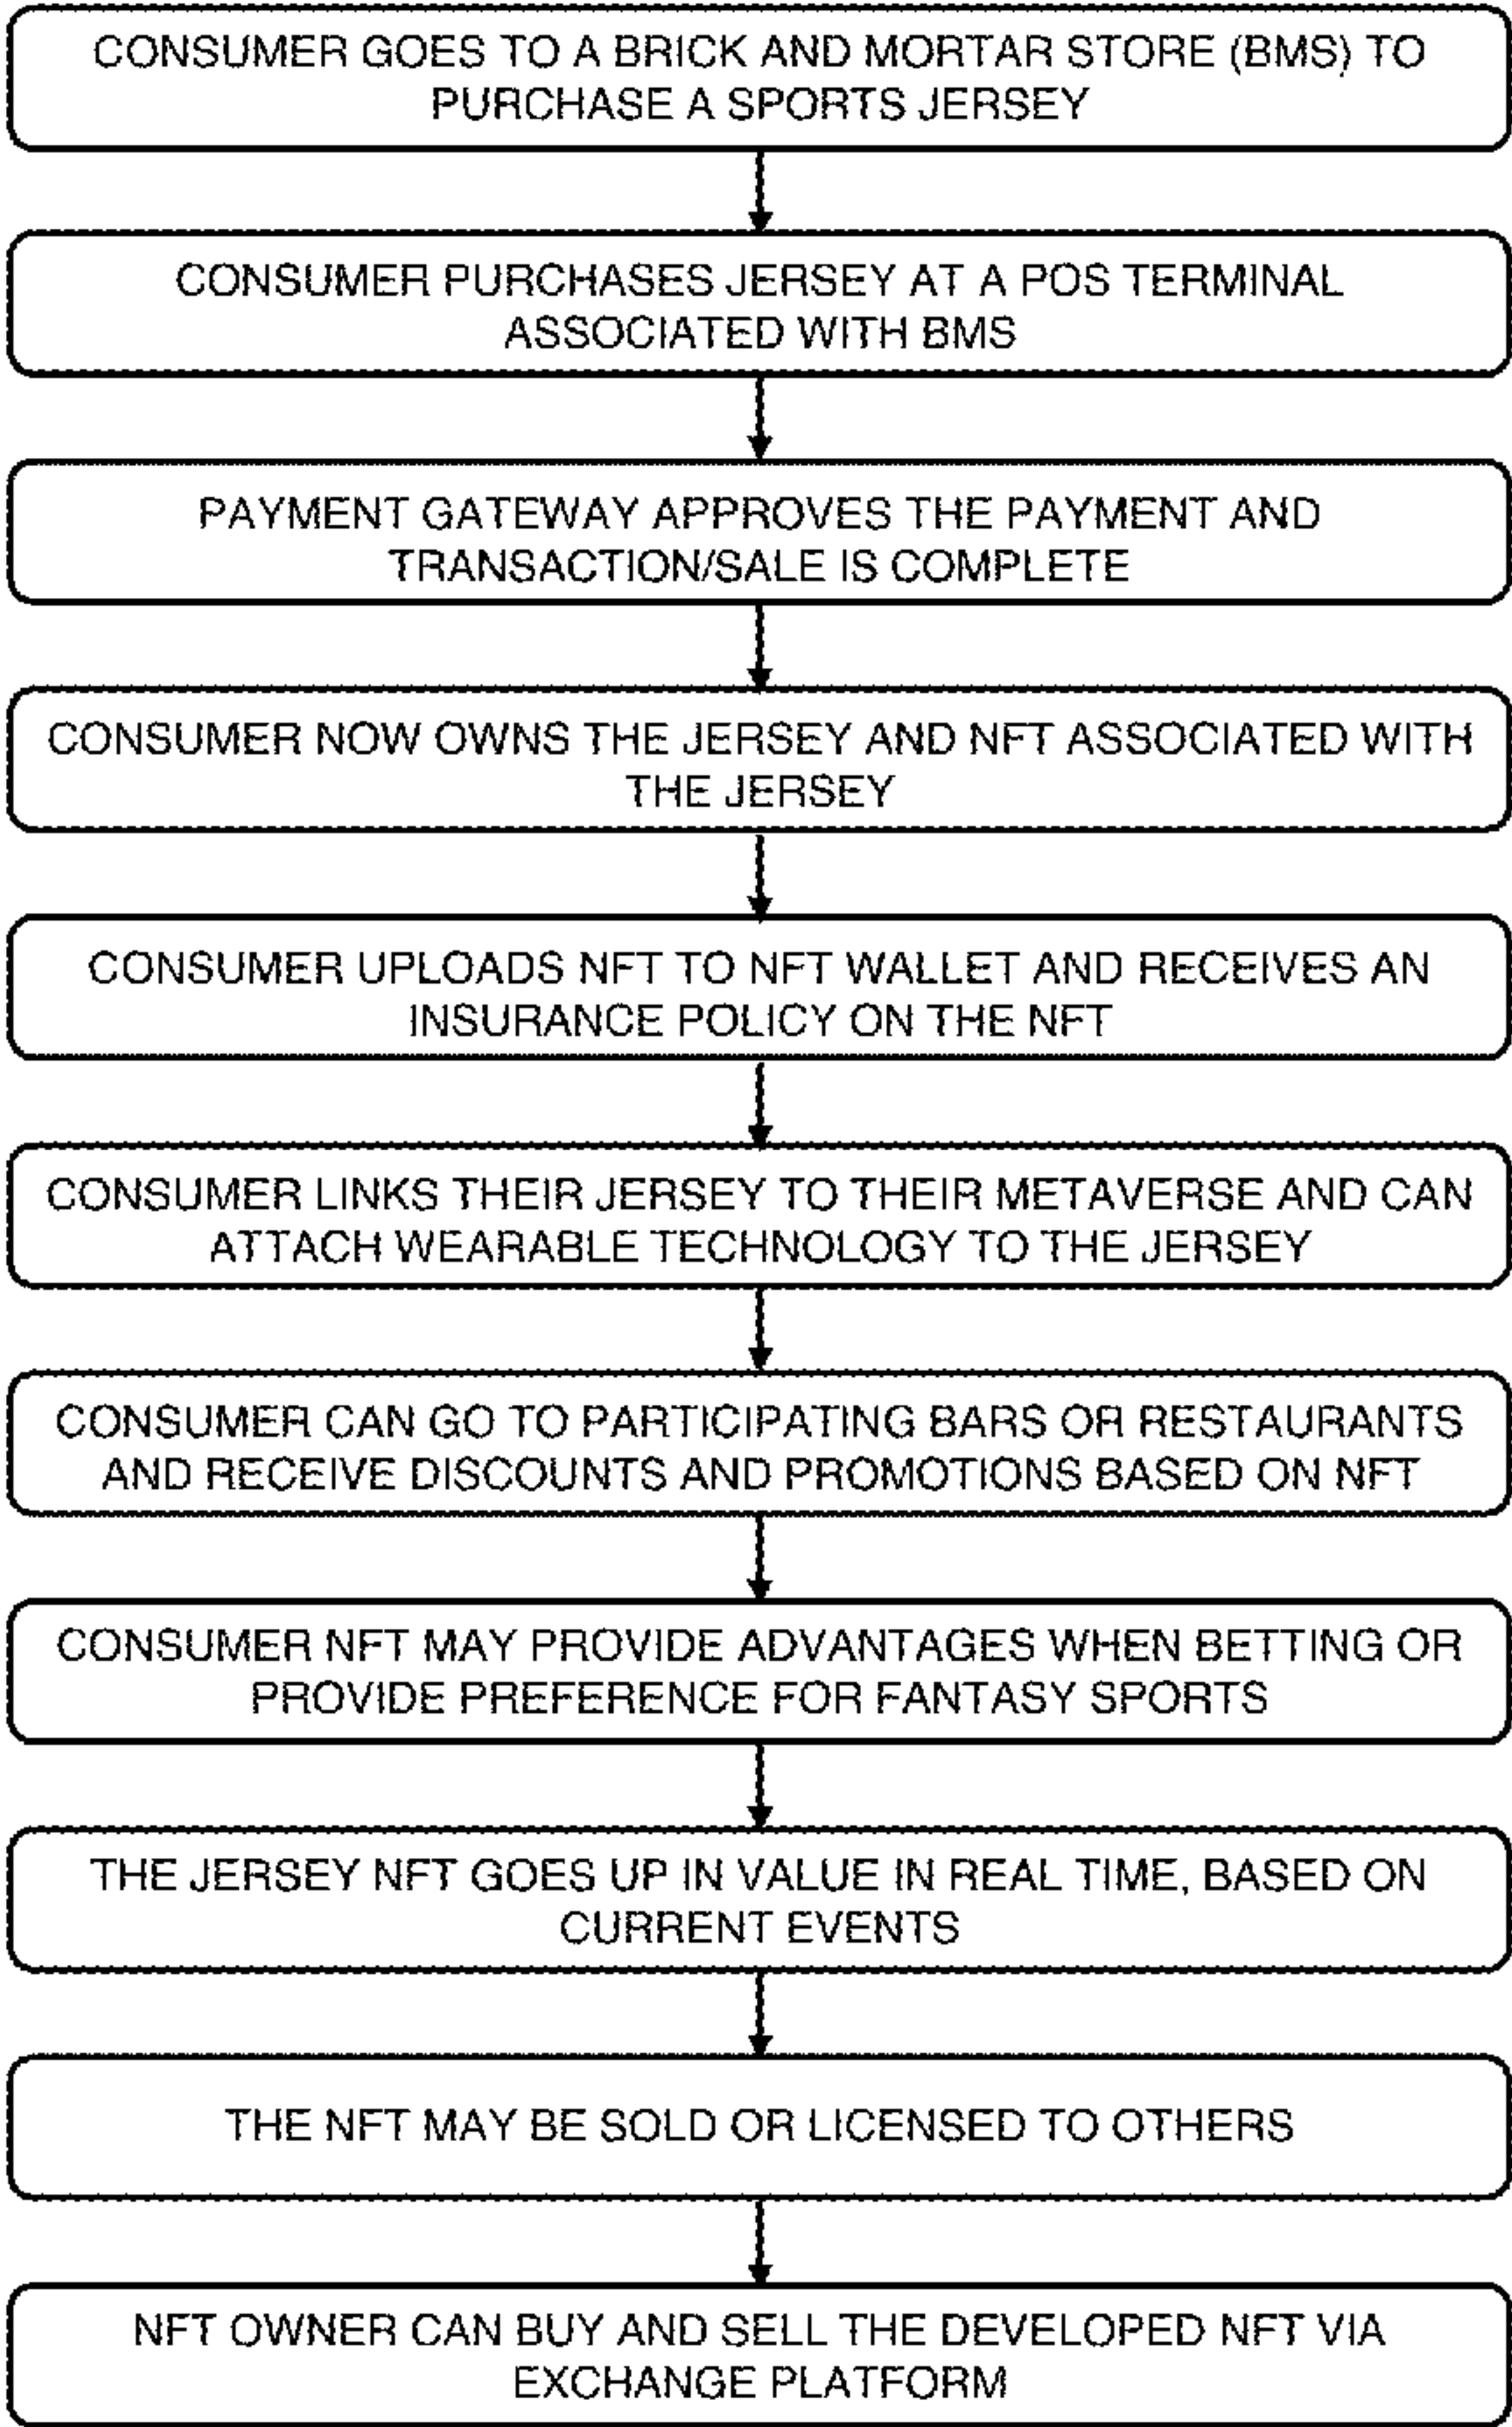 CONSUMER GOES TO A BRICK AND MORTAR STORE (BMS) TO
PURCHASE A SPORTS JERSEY
CONSUMER PURCHASES JERSEY AT A POS TERMINAL
ASSOCIATED WITH BMS
PAYMENT GATEWAY APPROVES THE PAYMENT AND
TRANSACTION/SALE IS COMPLETE
CONSUMER NOW OWNS THE JERSEY AND NFT ASSOCIATED WITH
THE JERSEY
CONSUMER UPLOADS NFT TO NFT WALLET AND RECEIVES AN
INSURANCE POLICY ON THE NFT
CONSUMER LINKS THEIR JERSEY TO THEIR METAVERSE AND CAN
ATTACH WEARABLE TECHNOLOGY TO THE JERSEY
CONSUMER CAN GO TO PARTICIPATING BARS OR RESTAURANTS
AND RECEIVE DISCOUNTS AND PROMOTIONS BASED ON NFT
CONSUMER NFT MAY PROVIDE ADVANTAGES WHEN BETTING OR
PROVIDE PREFERENCE FOR FANTASY SPORTS
THE JERSEY NFT GOES UP IN VALUE IN REAL TIME, BASED ON
CURRENT EVENTS
THE NFT MAY BE SOLD OR LICENSED TO OTHERS
NFT OWNER CAN BUY AND SELL THE DEVELOPED NFT VIA
EXCHANGE PLATFORM